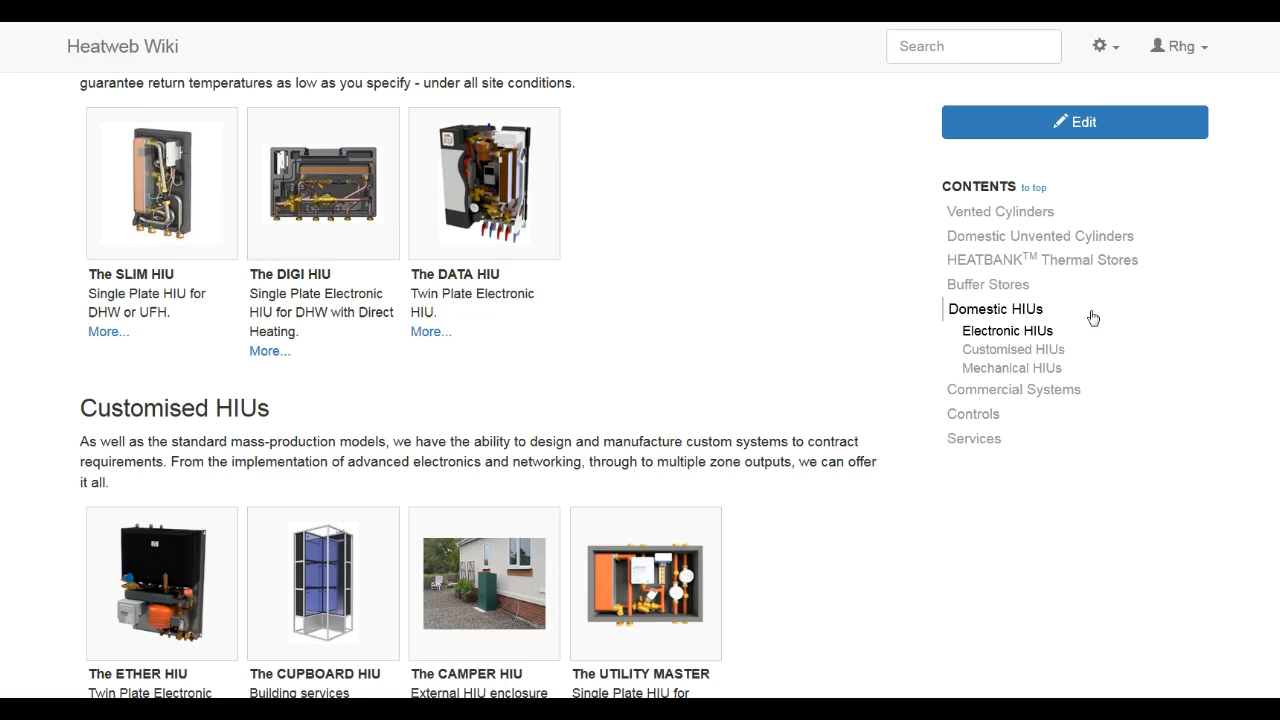 Heatweb Wiki
Search
Rhg
guarantee return temperatures as low as you specify - under all site conditions.
Edit
The SLIM HIU
Single Plate HIU for
DHW or UFH.
More...
The DIGI HIU
Single Plate Electronic
HIU for DHW with Direct
Heating.
More...
The DATA HIU
Twin Plate Electronic
HIU.
More...
Customised HIUs
As well as the standard mass-production models, we have the ability to design and manufacture custom systems to contract
requirements. From the implementation of advanced electronics and networking, through to multiple zone outputs, we can offer
it all.
The ETHER HIU
Twin Plate Electronic
The CUPBOARD HIU
Building services
The CAMPER HIU
External HIU enclosure
The UTILITY MASTER
Single Plate HIU for
CONTENTS to top
Vented Cylinders
Domestic Unvented Cylinders
HEATBANK™ Thermal Stores
Buffer Stores
Domestic HIUs
Electronic HIUs
Customised HIUs
Mechanical HIUs
Commercial Systems
Controls
Services